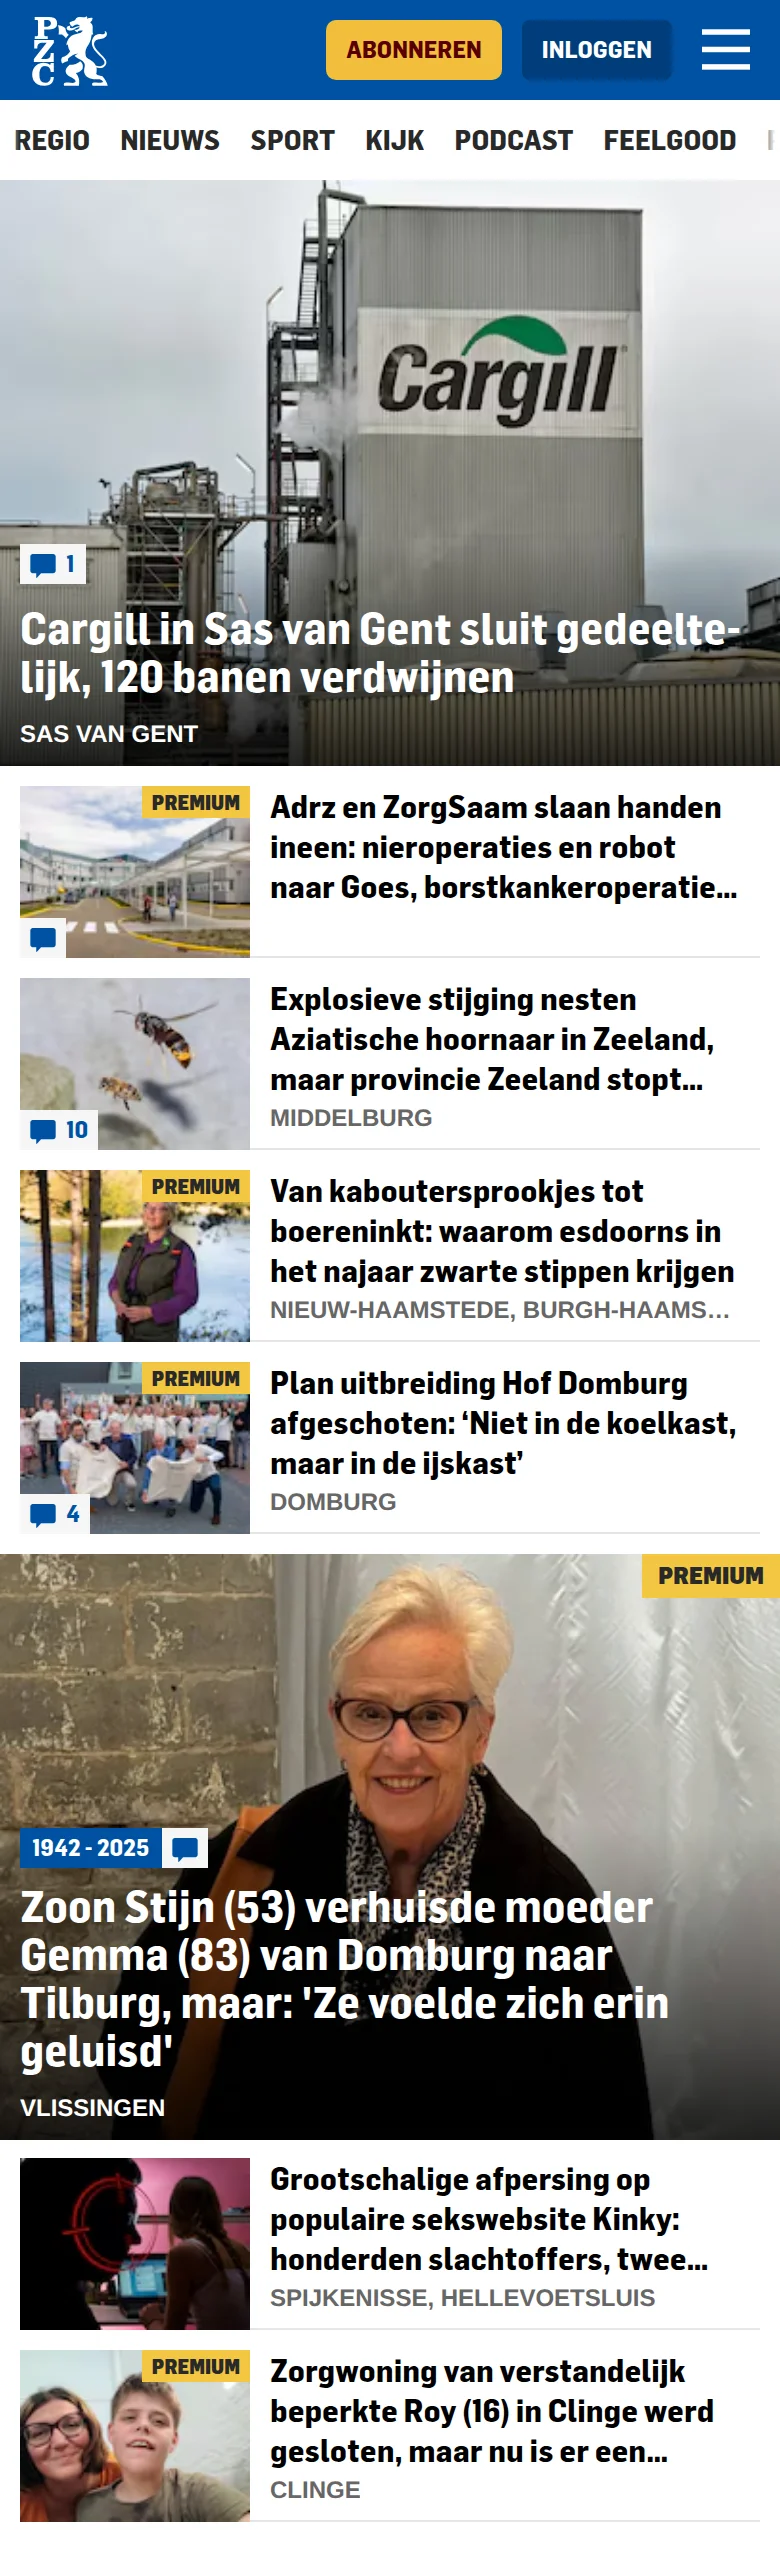 PZC
ABONNEREN
INLOGGEN
REGIO NIEUWS SPORT KIJK PODCAST FEELGOOD
Cargill
1
Cargill in Sas van Gent sluit gedeelte-
lijk, 120 banen verdwijnen
SAS VAN GENT
PREMIUM
Adrz en ZorgSaam slaan handen
ineen: nieroperaties en robot
naar Goes, borstkankeroperatie...
Explosieve stijging nesten
Aziatische hoornaar in Zeeland,
maar provincie Zeeland stopt...
MIDDELBURG
10
PREMIUM
Van kaboutersprookjes tot
boereninkt: waarom esdoorns in
het najaar zwarte stippen krijgen
NIEUW-HAAMSTEDE, BURGH-HAAMS...
PREMIUM
Plan uitbreiding Hof Domburg
afgeschoten: ‘Niet in de koelkast,
maar in de ijskast’
DOMBURG
4
PREMIUM
1942 - 2025
Zoon Stijn (53) verhuisde moeder
Gemma (83) van Domburg naar
Tilburg, maar: 'Ze voelde zich erin
geluisd'
VLISSINGEN
Grootschalige afpersing op
populaire sekswebsite Kinky:
honderden slachtoffers, twee...
SPIJKENISSE, HELLEVOETSLUIS
PREMIUM
Zorgwoning van verstandelijk
beperkte Roy (16) in Clinge werd
gesloten, maar nu is er een...
CLINGE